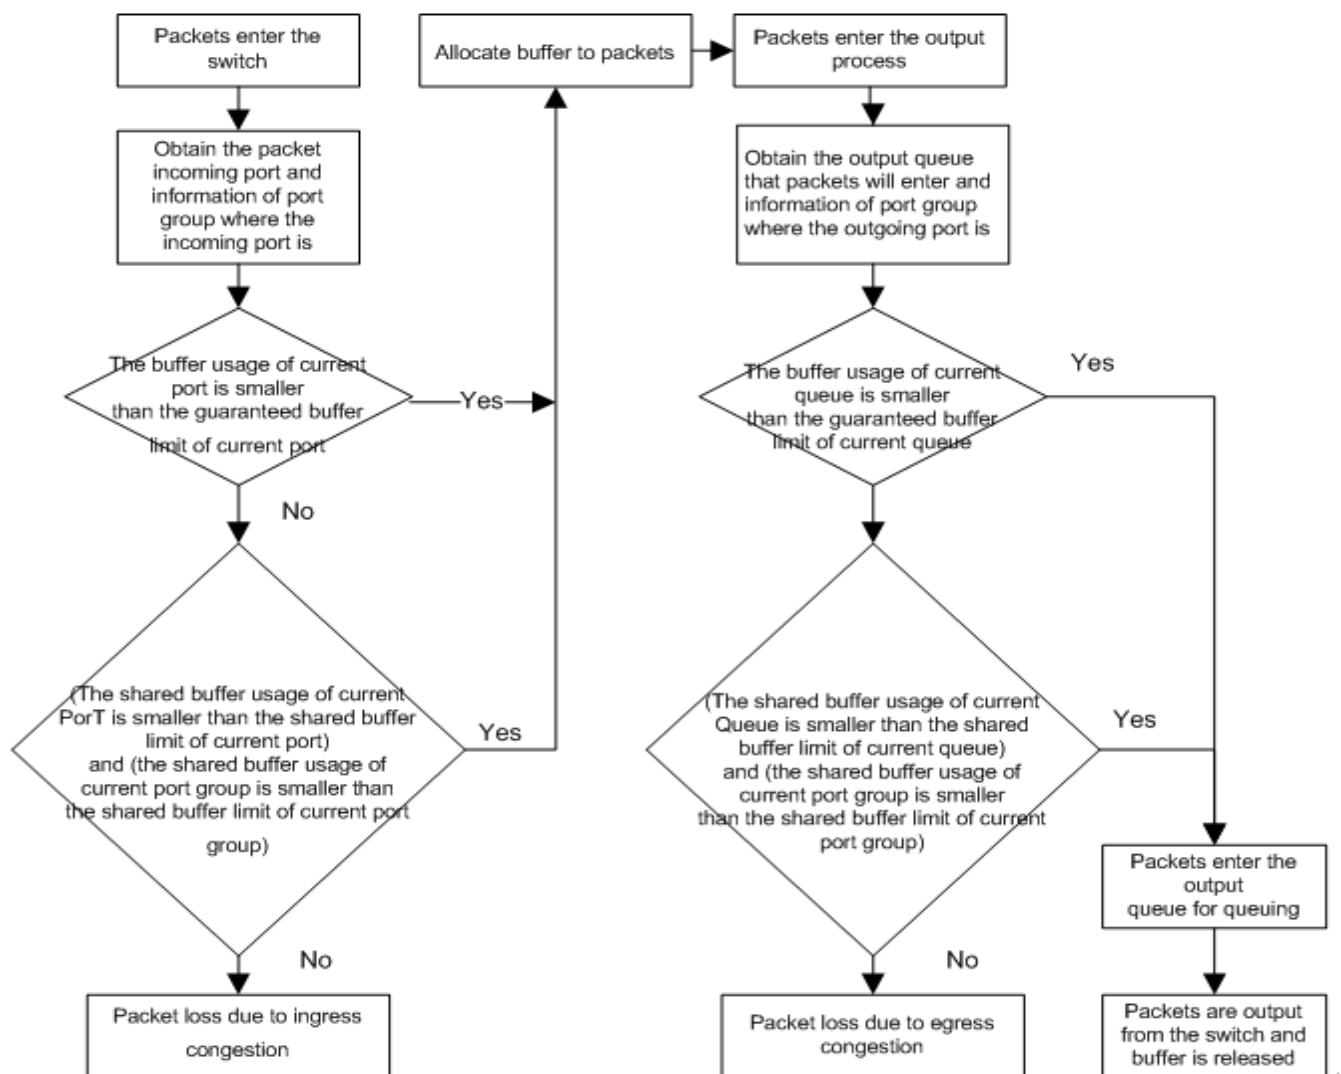 Packets enter the
switch
Obtain the packet
incoming port and
information of port
group where the
incoming port is
The buffer usage of current
port is smaller
than the guaranteed buffer
limit of current port
Yes
No
(The shared buffer usage of current
PorT is smaller than the shared buffer
limit of current port)
and (the shared buffer usage of
current port group is smaller than
the shared buffer limit of current port
group)
Yes
No
Packet loss due to ingress
congestion
Allocate buffer to packets
Packets enter the output
process
Obtain the output queue
that packets will enter and
information of port group
where the outgoing port is
The buffer usage of current
queue is smaller
than the guaranteed buffer
limit of current queue
Yes
(The shared buffer usage of current
Queue is smaller than the shared
buffer limit of current queue)
and (the shared buffer usage of
current port group is smaller
than the shared buffer limit of current
port group)
Yes
No
Packet loss due to egress
congestion
Packets enter the
output
queue for queuing
Packets are output
from the switch and
buffer is released